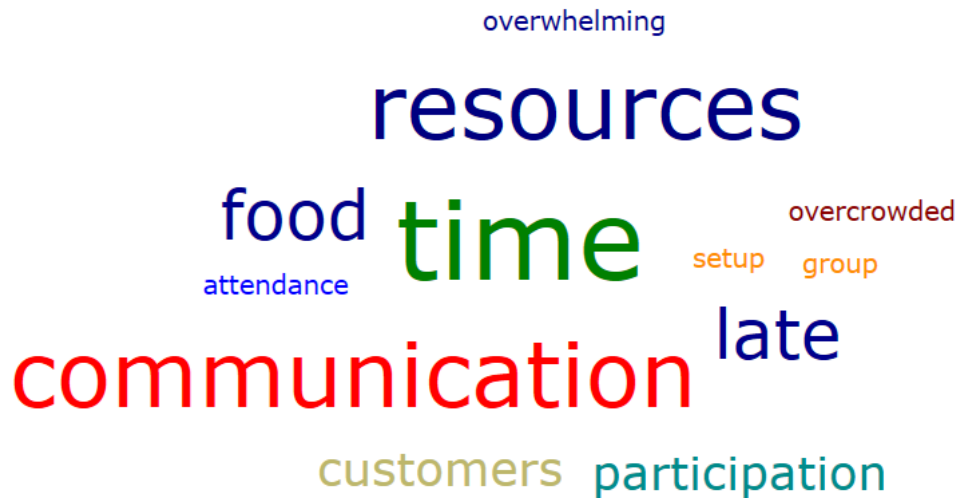 overwhelming
resources
food
time
overcrowded
setup
group
attendance
late
communication
customers
participation